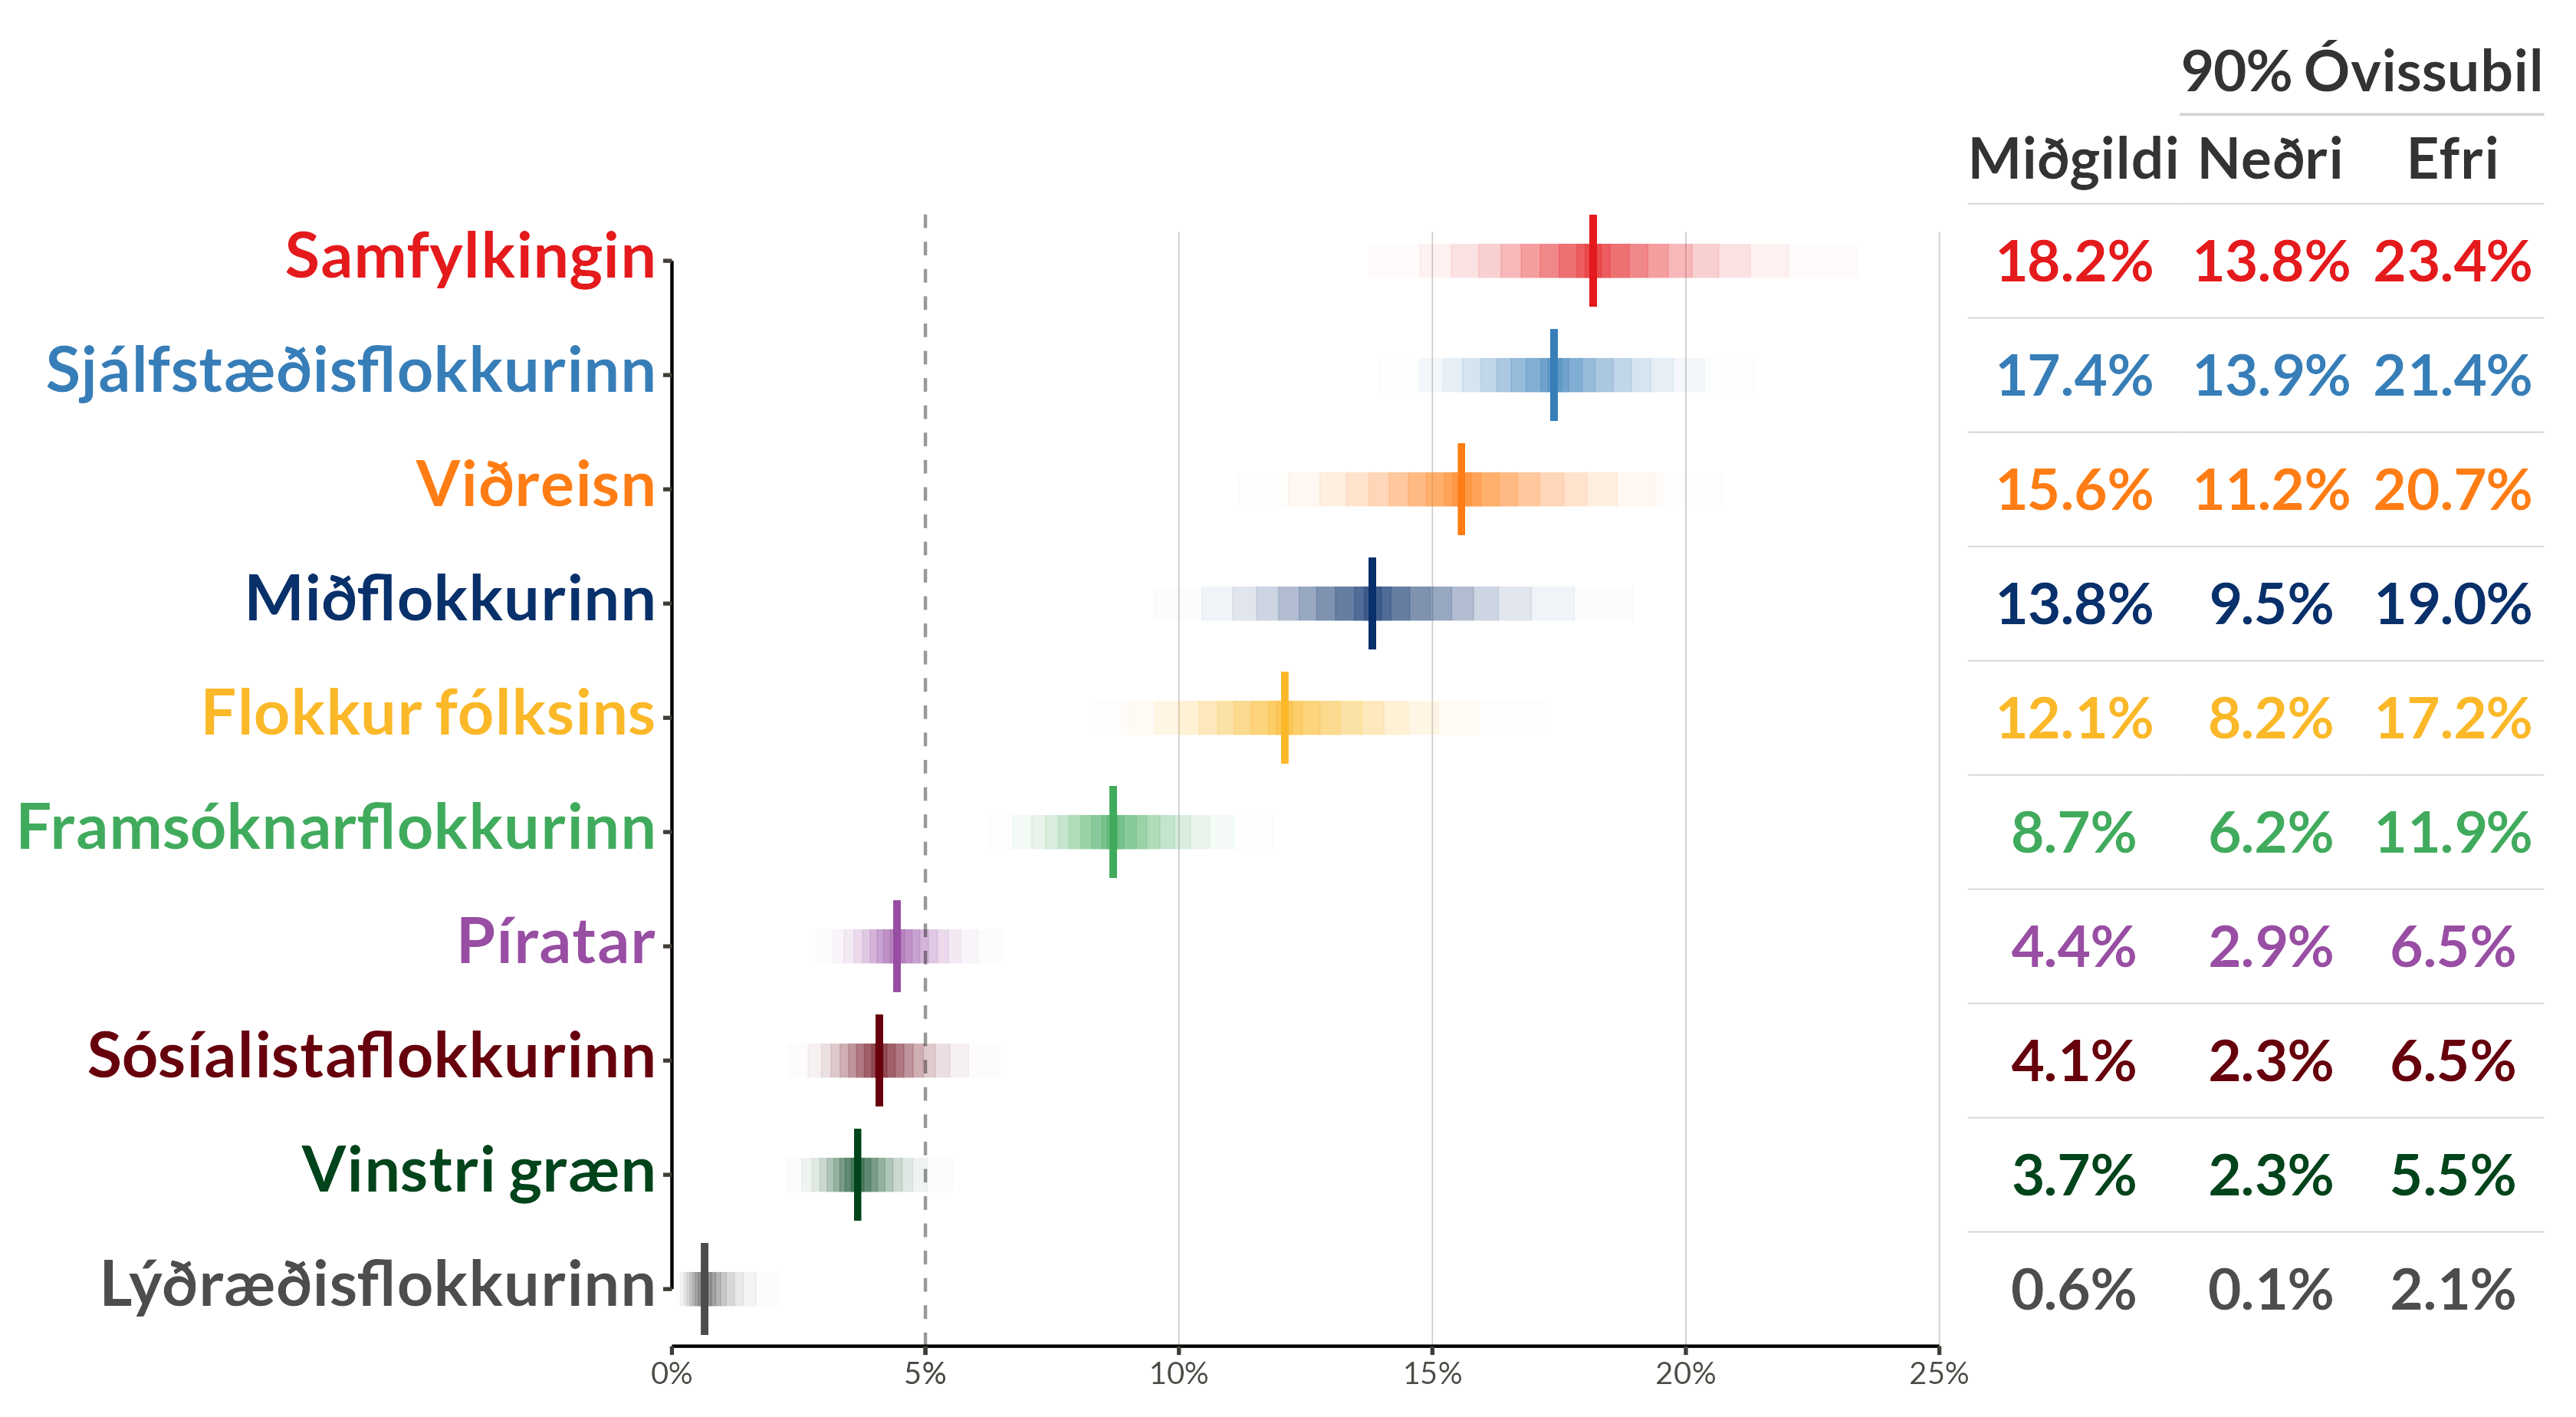 90% Óvissubil
Miðgildi Neðri Efri
Samfylkingin 18.2% 13.8% 23.4%
Sjálfstæðisflokkurinn 17.4% 13.9% 21.4%
Viðreisn 15.6% 11.2% 20.7%
Miðflokkurinn 13.8% 9.5% 19.0%
Flokkur fólksins 12.1% 8.2% 17.2%
Framsóknarflokkurinn 8.7% 6.2% 11.9%
Píratar 4.4% 2.9% 6.5%
Sósíalistaflokkurinn 4.1% 2.3% 6.5%
Vinstri græn 3.7% 2.3% 5.5%
Lýðræðisflokkurinn 0.6% 0.1% 2.1%
0% 5% 10% 15% 20% 25%